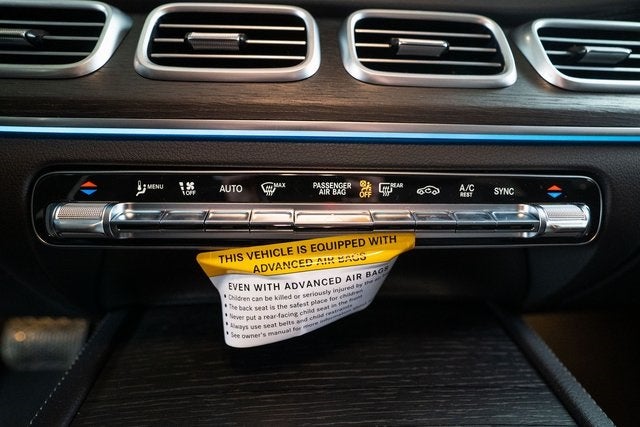 MENU OFF AUTO MAX PASSENGER AIR BAG OFF REAR A/C REST SYNC
THIS VEHICLE IS EQUIPPED WITH
ADVANCED AIR BAGS
EVEN WITH ADVANCED AIR BAGS
• Children can be killed or seriously injured by the
• The back seat is the safest place for children.
• Never put a rear-facing child seat in the front.
• Always use seat belts and child restraints.
• See owner's manual for more information